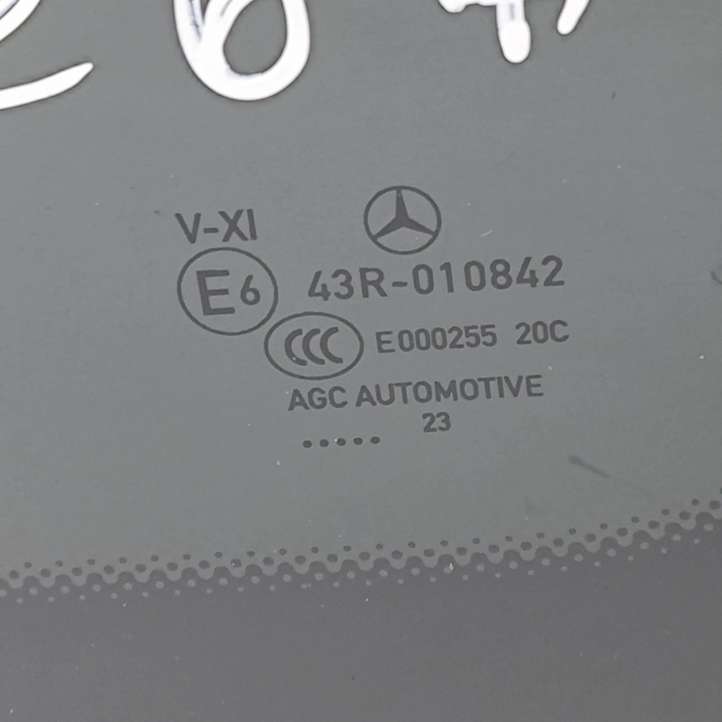 V-XI
E6 43R-010842
CCC E000255 20C
AGC AUTOMOTIVE
23